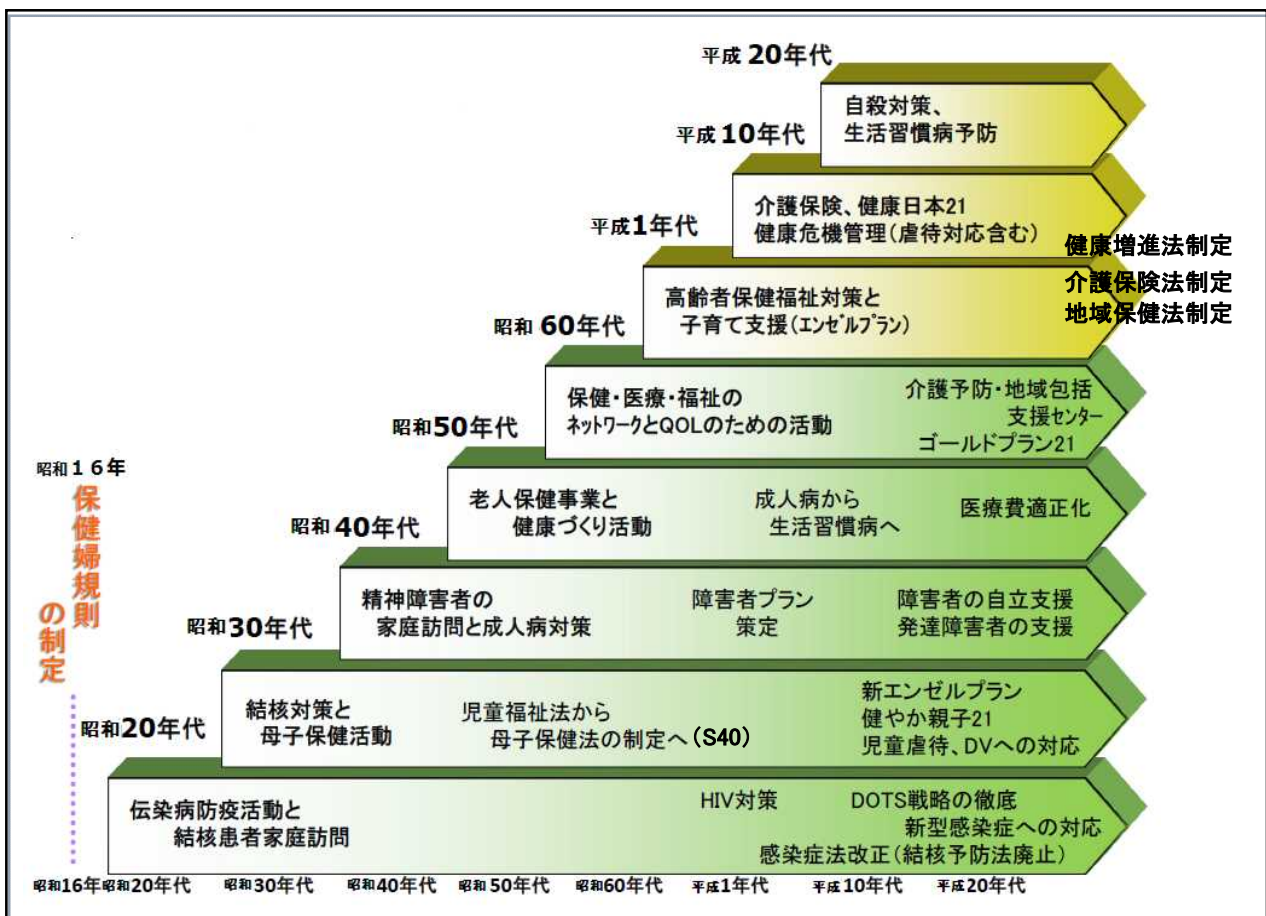 平成 20年代
自殺対策、
生活習慣病予防
平成 10年代
介護保険、健康日本21
健康危機管理(虐待対応含む)
健康増進法制定
平成1年代
高齢者保健福祉対策と
子育て支援(エンゼルプラン)
介護保険法制定
地域保健法制定
昭和 60年代
保健・医療・福祉の
ネットワークとQOLのための活動
介護予防・地域包括
支援センター
ゴールドプラン21
昭和50年代
老人保健事業と
健康づくり活動
成人病から
生活習慣病へ
医療費適正化
昭和16年
保健婦規則
の制定
昭和 40年代
精神障害者の
家庭訪問と成人病対策
障害者プラン
策定
障害者の自立支援
発達障害者の支援
昭和30年代
結核対策と
母子保健活動
児童福祉法から
母子保健法の制定へ(S40)
新エンゼルプラン
健やか親子21
児童虐待、DVへの対応
昭和20年代
伝染病防疫活動と
結核患者家庭訪問
HIV対策
DOTS戦略の徹底
新型感染症への対応
感染症法改正(結核予防法廃止)
昭和16年 昭和20年代 昭和30年代 昭和40年代 昭和50年代 昭和60年代 平成1年代 平成10年代 平成20年代